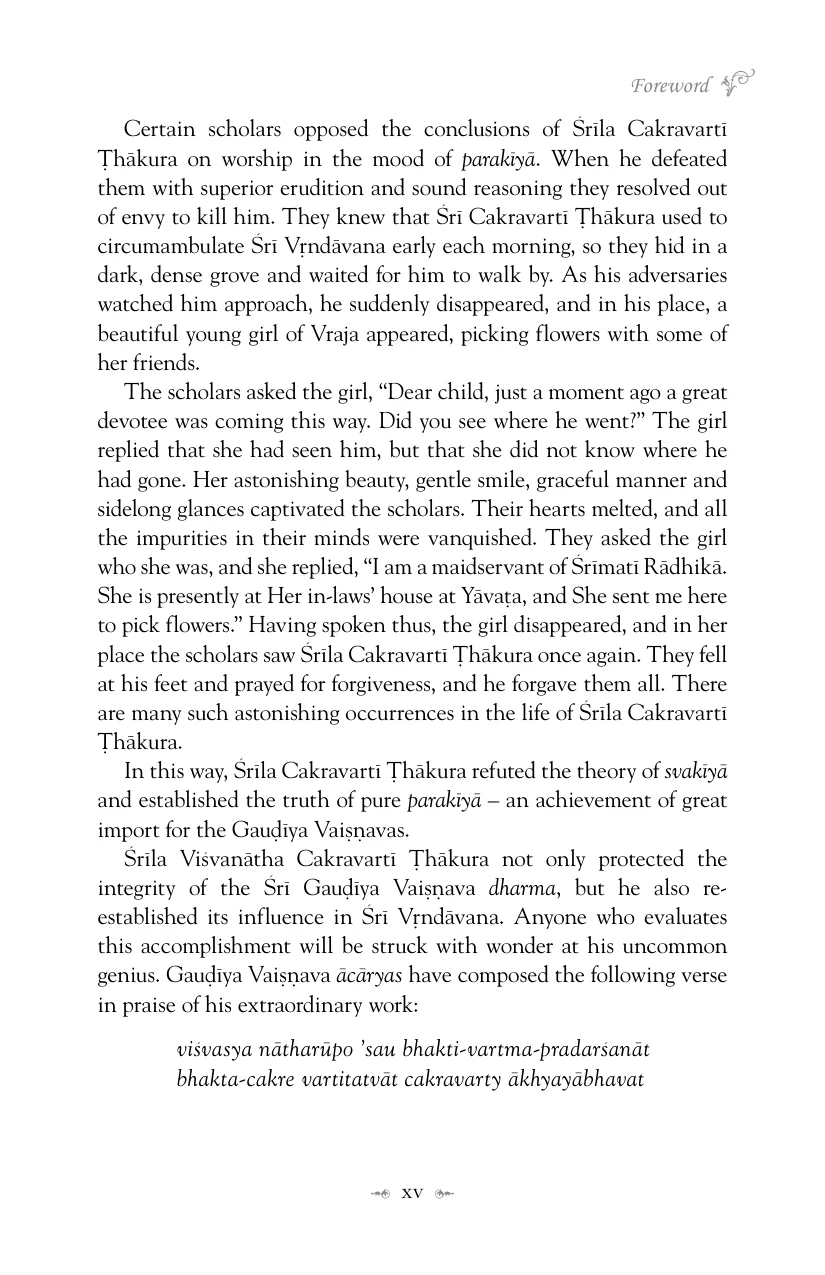 Foreword
Certain scholars opposed the conclusions of Śrīla Cakravartī
Ṭhākura on worship in the mood of parakīyā. When he defeated
them with superior erudition and sound reasoning they resolved out
of envy to kill him. They knew that Śrī Cakravartī Ṭhākura used to
circumambulate Śrī Vṛndāvana early each morning, so they hid in a
dark, dense grove and waited for him to walk by. As his adversaries
watched him approach, he suddenly disappeared, and in his place, a
beautiful young girl of Vraja appeared, picking flowers with some of
her friends.
The scholars asked the girl, “Dear child, just a moment ago a great
devotee was coming this way. Did you see where he went?” The girl
replied that she had seen him, but that she did not know where he
had gone. Her astonishing beauty, gentle smile, graceful manner and
sidelong glances captivated the scholars. Their hearts melted, and all
the impurities in their minds were vanquished. They asked the girl
who she was, and she replied, “I am a maidservant of Śrīmatī Rādhikā.
She is presently at Her in-laws’ house at Yāvaṭa, and She sent me here
to pick flowers.” Having spoken thus, the girl disappeared, and in her
place the scholars saw Śrīla Cakravartī Ṭhākura once again. They fell
at his feet and prayed for forgiveness, and he forgave them all. There
are many such astonishing occurrences in the life of Śrīla Cakravartī
Ṭhākura.
In this way, Śrīla Cakravartī Ṭhākura refuted the theory of svakīyā
and established the truth of pure parakīyā – an achievement of great
import for the Gauḍīya Vaiṣṇavas.
Śrīla Viśvanātha Cakravartī Ṭhākura not only protected the
integrity of the Śrī Gauḍīya Vaiṣṇava dharma, but he also re-
established its influence in Śrī Vṛndāvana. Anyone who evaluates
this accomplishment will be struck with wonder at his uncommon
genius. Gauḍīya Vaiṣṇava ācāryas have composed the following verse
in praise of his extraordinary work:
viśvasya nātharūpo ’sau bhakti-vartma-pradarśanāt
bhakta-cakre vartitatvāt cakravarty ākhyayābhavat
xv